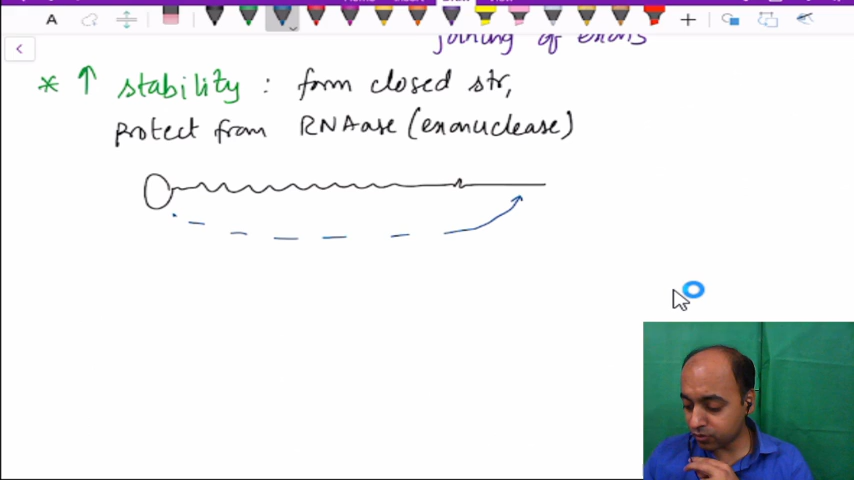 joining of exons
* ↑ stability : form closed str,
protect from RNAase (exonuclease)